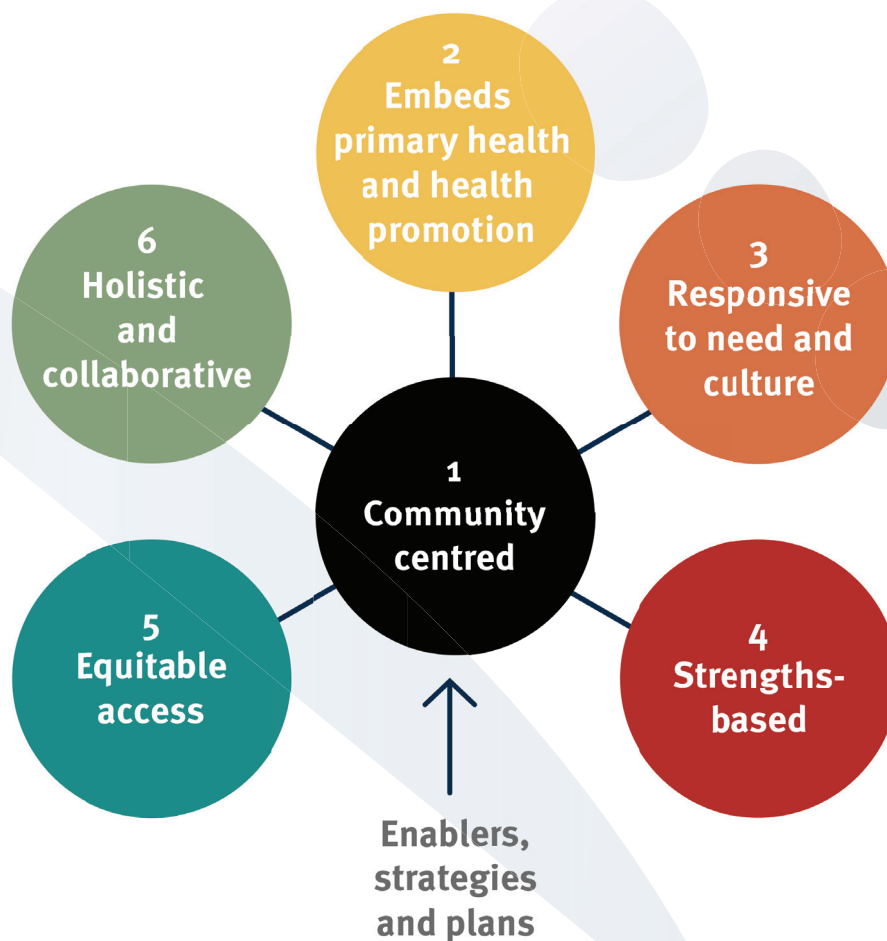 2
Embeds
primary health
and health
promotion
6
Holistic
and
collaborative
3
Responsive
to need and
culture
1
Community
centred
5
Equitable
access
4
Strengths-
based
Enablers,
strategies
and plans